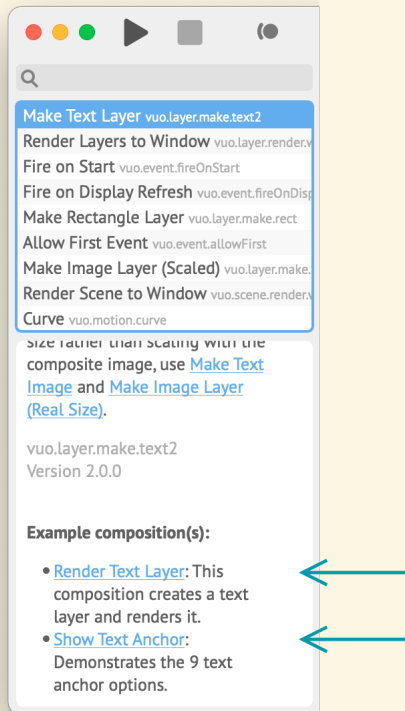 Make Text Layer vuo.layer.make.text2
Render Layers to Window vuo.layer.render.w
Fire on Start vuo.event.fireOnStart
Fire on Display Refresh vuo.event.fireOnDisp
Make Rectangle Layer vuo.layer.make.rect
Allow First Event vuo.event.allowFirst
Make Image Layer (Scaled) vuo.layer.make.
Render Scene to Window vuo.scene.render.w
Curve vuo.motion.curve
size rather than scaling with the
composite image, use Make Text
Image and Make Image Layer
(Real Size).
vuo.layer.make.text2
Version 2.0.0
Example composition(s):
• Render Text Layer: This
composition creates a text
layer and renders it.
• Show Text Anchor:
Demonstrates the 9 text
anchor options.